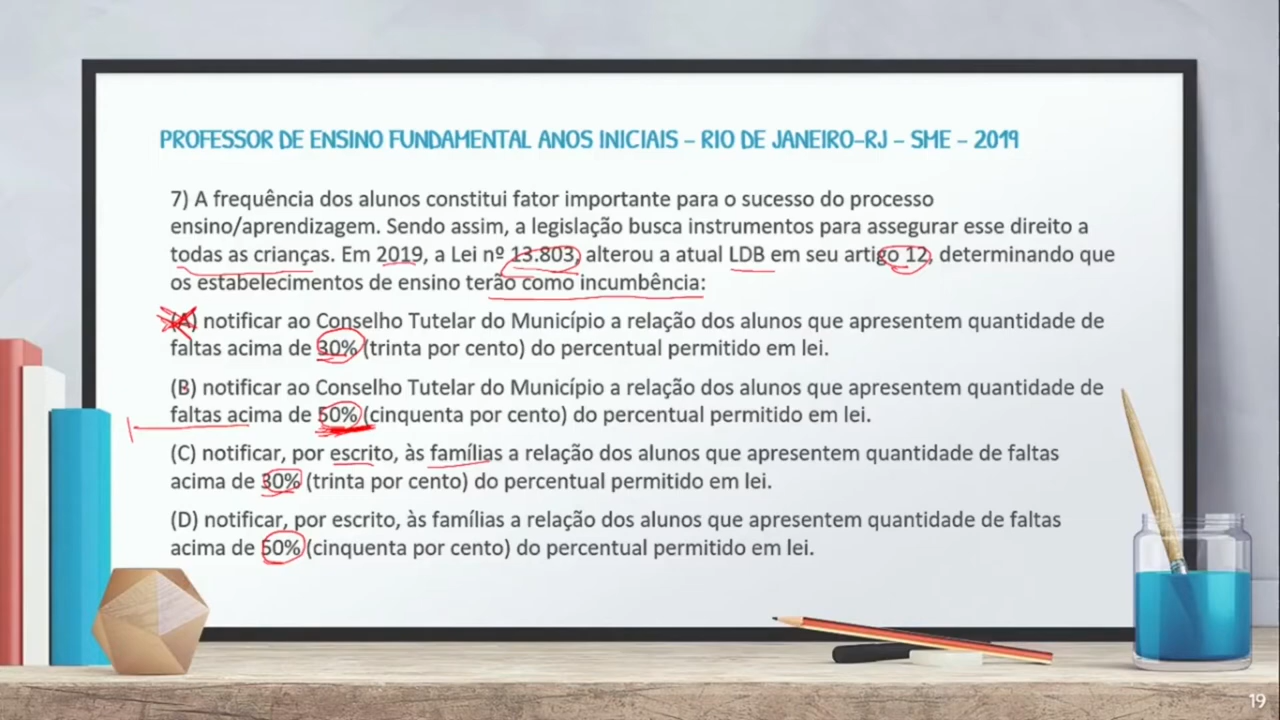 PROFESSOR DE ENSINO FUNDAMENTAL ANOS INICIAIS – RIO DE JANEIRO-RJ – SME – 2019
7) A frequência dos alunos constitui fator importante para o sucesso do processo
ensino/aprendizagem. Sendo assim, a legislação busca instrumentos para assegurar esse direito a
todas as crianças. Em 2019, a Lei nº 13.803, alterou a atual LDB em seu artigo 12, determinando que
os estabelecimentos de ensino terão como incumbência:
(A) notificar ao Conselho Tutelar do Município a relação dos alunos que apresentem quantidade de
faltas acima de 30% (trinta por cento) do percentual permitido em lei.
(B) notificar ao Conselho Tutelar do Município a relação dos alunos que apresentem quantidade de
faltas acima de 50% (cinquenta por cento) do percentual permitido em lei.
(C) notificar, por escrito, às famílias a relação dos alunos que apresentem quantidade de faltas
acima de 30% (trinta por cento) do percentual permitido em lei.
(D) notificar, por escrito, às famílias a relação dos alunos que apresentem quantidade de faltas
acima de 50% (cinquenta por cento) do percentual permitido em lei.
19